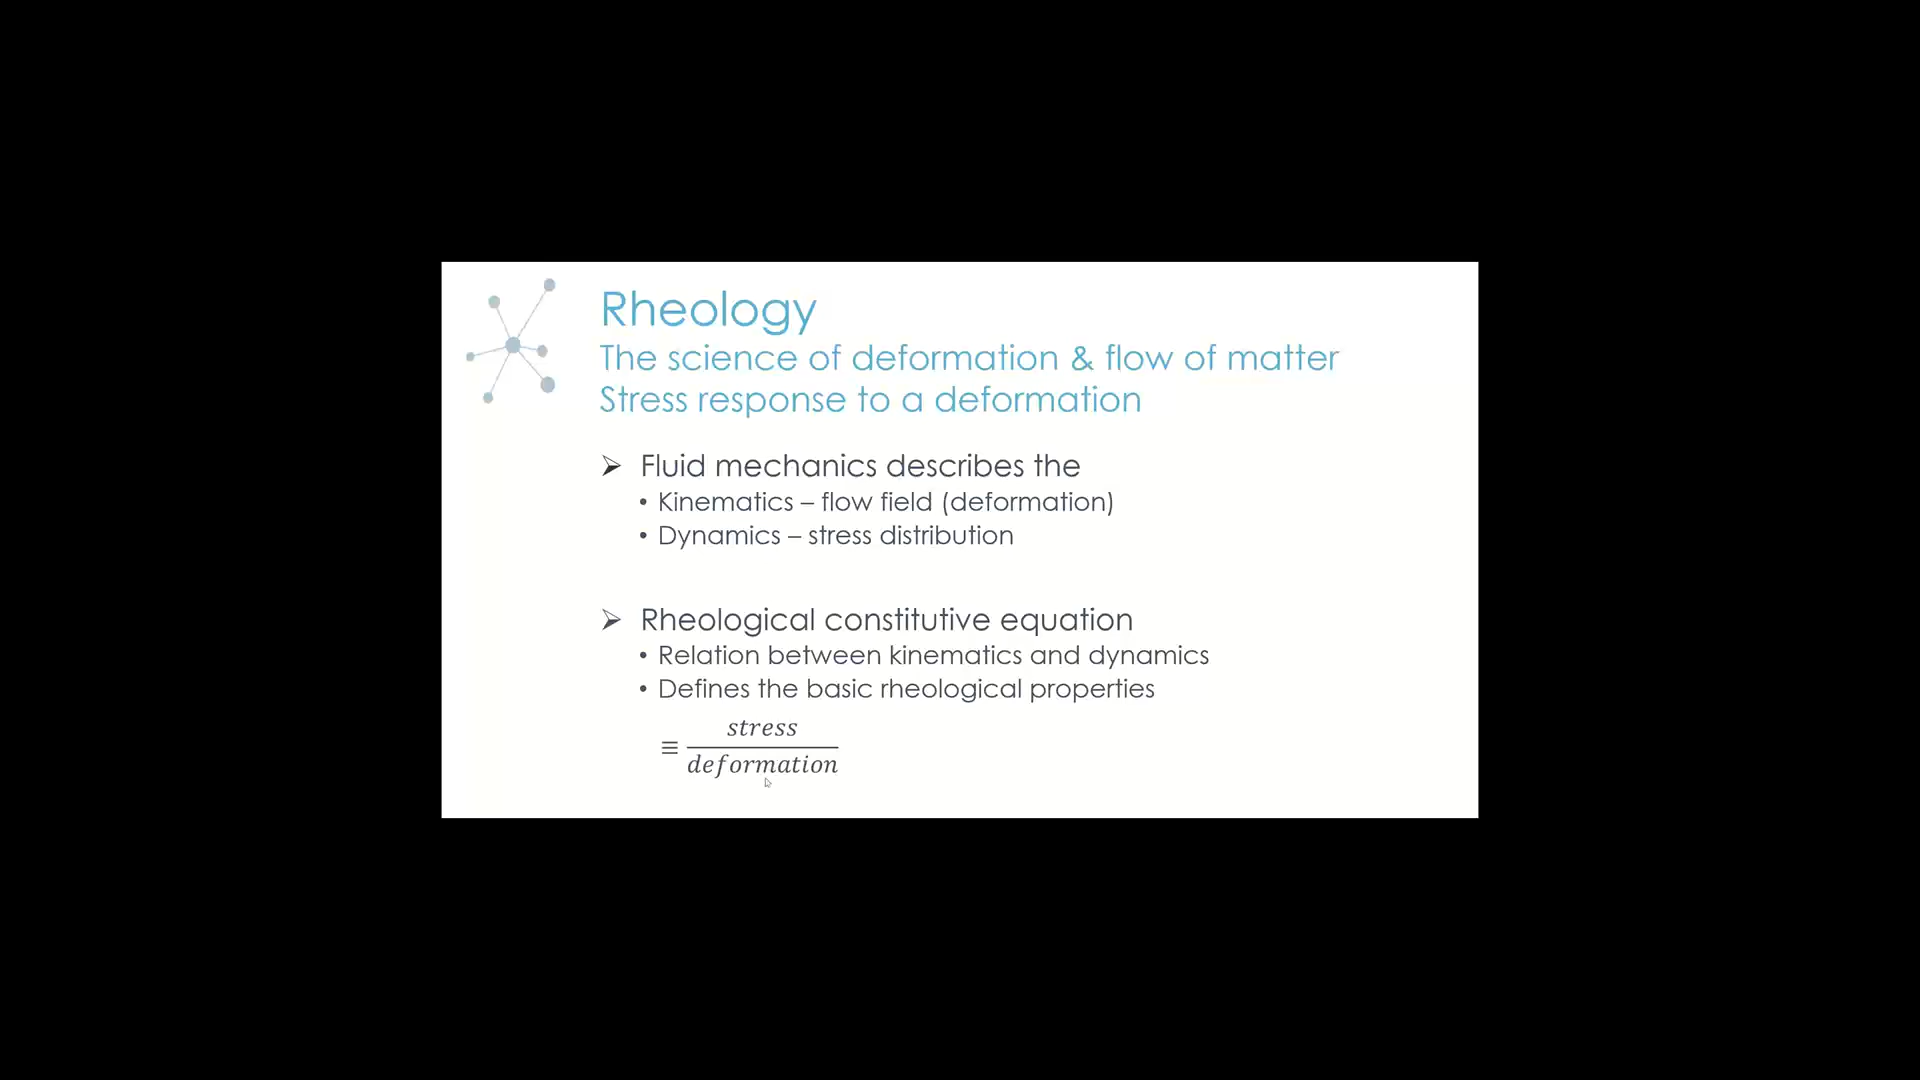 Rheology
The science of deformation & flow of matter
Stress response to a deformation
➢ Fluid mechanics describes the
• Kinematics – flow field (deformation)
• Dynamics – stress distribution
➢ Rheological constitutive equation
• Relation between kinematics and dynamics
• Defines the basic rheological properties
stress
≡
deformation